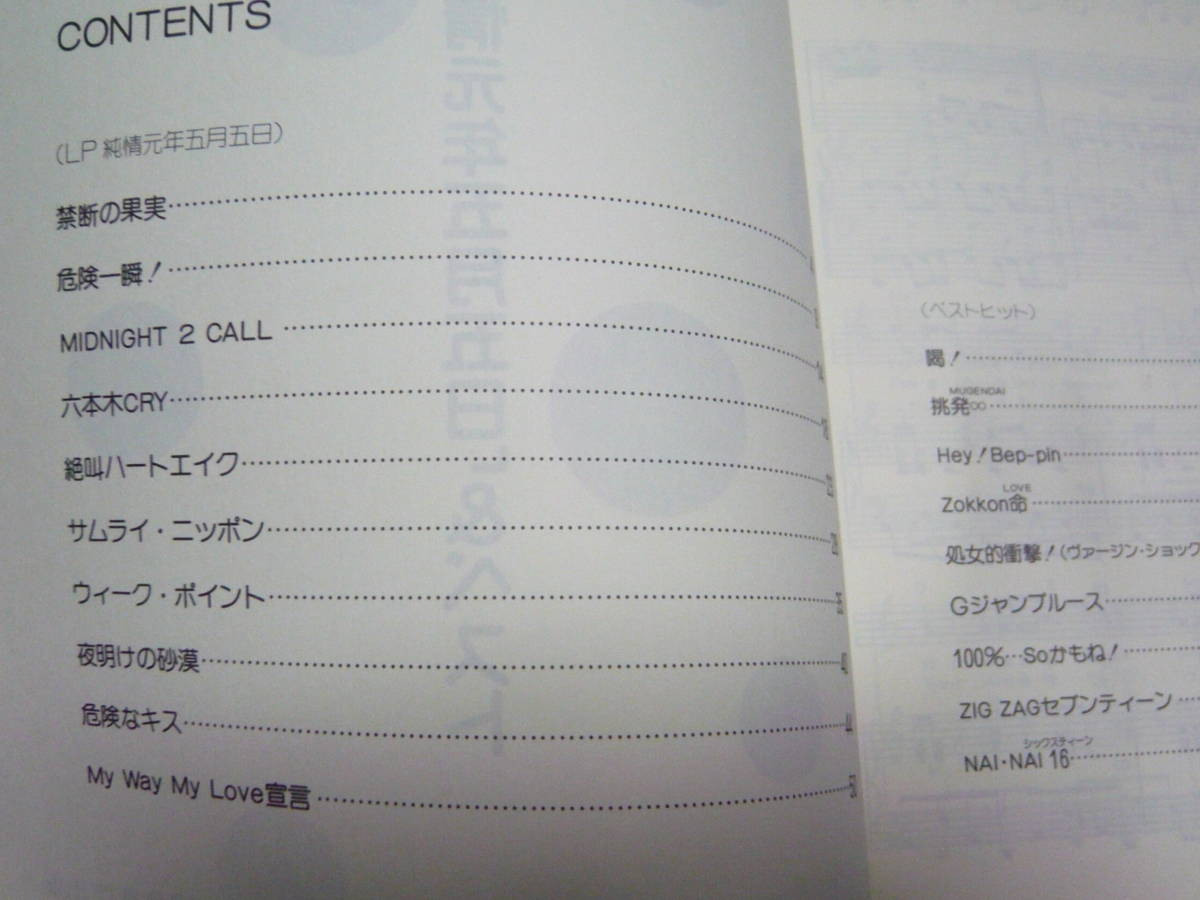 CONTENTS
(LP 純情元年五月五日)
禁断の果実
危険一瞬!
MIDNIGHT 2 CALL 14
六本木CRY 18
絶叫ハートエイク 23
サムライ・ニッポン 28
ウィーク・ポイント
夜明けの砂漠 40
危険なキス 44
My Way My Love宣言
(ベストヒット)
喝!
MUGENDAI
挑発∞
Hey!Bep-pin
LOVE
Zokkon命
処女的衝撃!(ヴァージン・ショック
Gジャンブルース
100%…Soかもね!
ZIG ZAGセブンティーン
シックスティーン
NAI・NAI 16